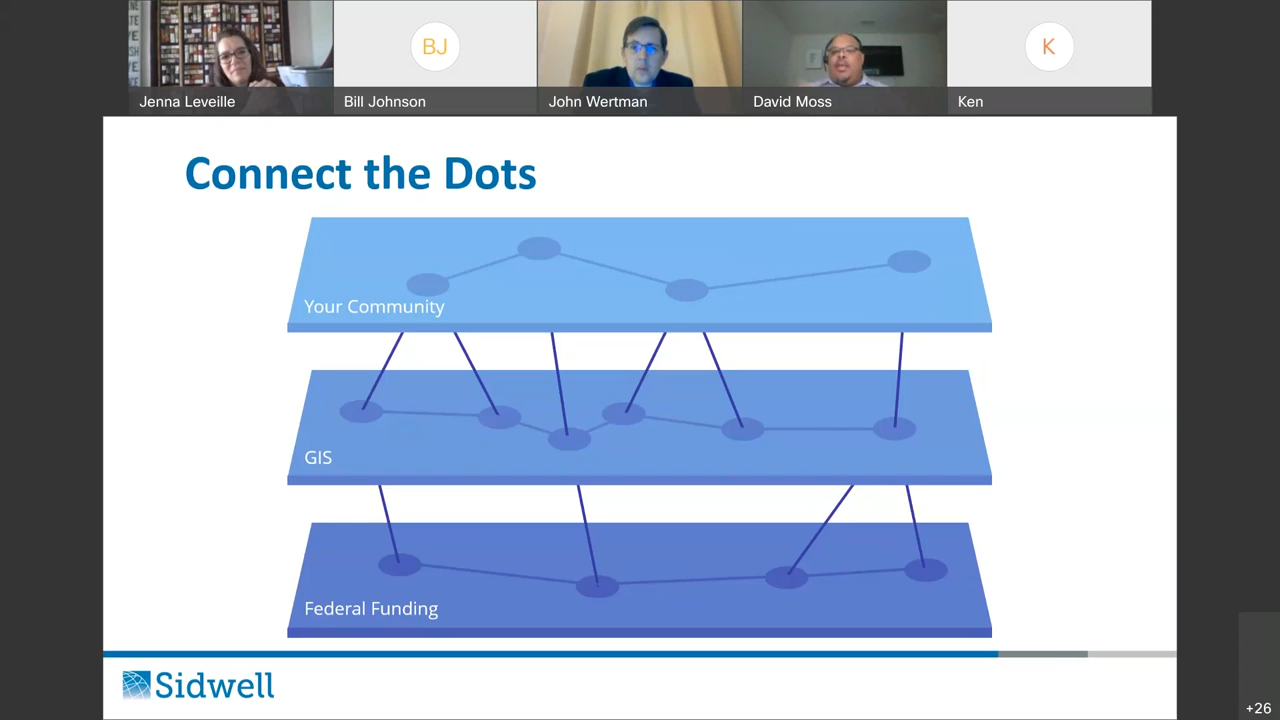 BJ
K
Jenna Leveille
Bill Johnson
John Wertman
David Moss
Ken
Connect the Dots
Your Community
GIS
Federal Funding
Sidwell
+26